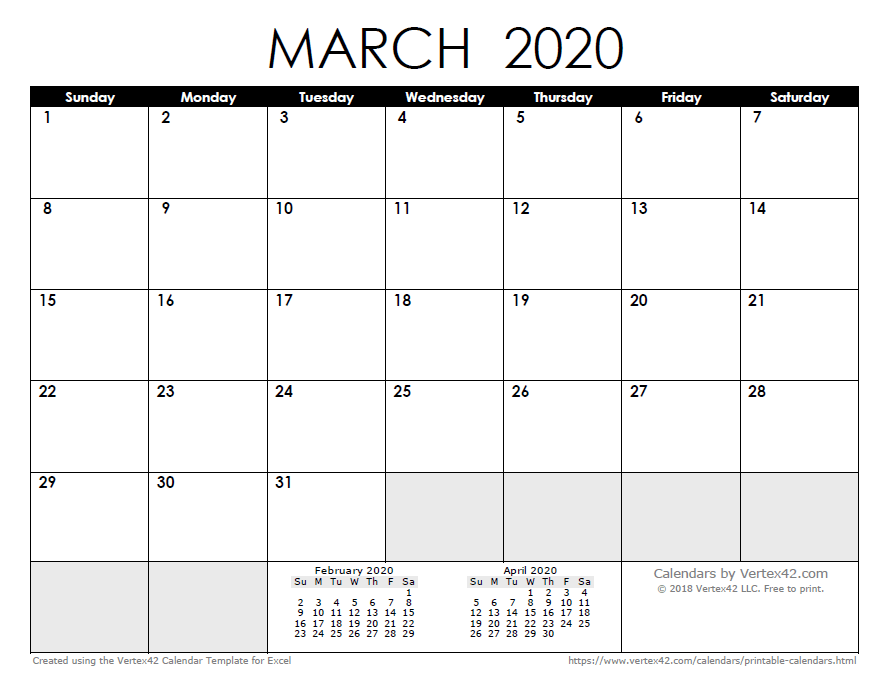 MARCH 2020
Sunday Monday Tuesday Wednesday Thursday Friday Saturday
1 2 3 4 5 6 7
8 9 10 11 12 13 14
15 16 17 18 19 20 21
22 23 24 25 26 27 28
29 30 31
February 2020
Su M Tu W Th F Sa
1
2 3 4 5 6 7 8
9 10 11 12 13 14 15
16 17 18 19 20 21 22
23 24 25 26 27 28 29
April 2020
Su M Tu W Th F Sa
1 2 3 4
5 6 7 8 9 10 11
12 13 14 15 16 17 18
19 20 21 22 23 24 25
26 27 28 29 30
Calendars by Vertex42.com
© 2018 Vertex42 LLC. Free to print.
Created using the Vertex42 Calendar Template for Excel
https://www.vertex42.com/calendars/printable-calendars.html